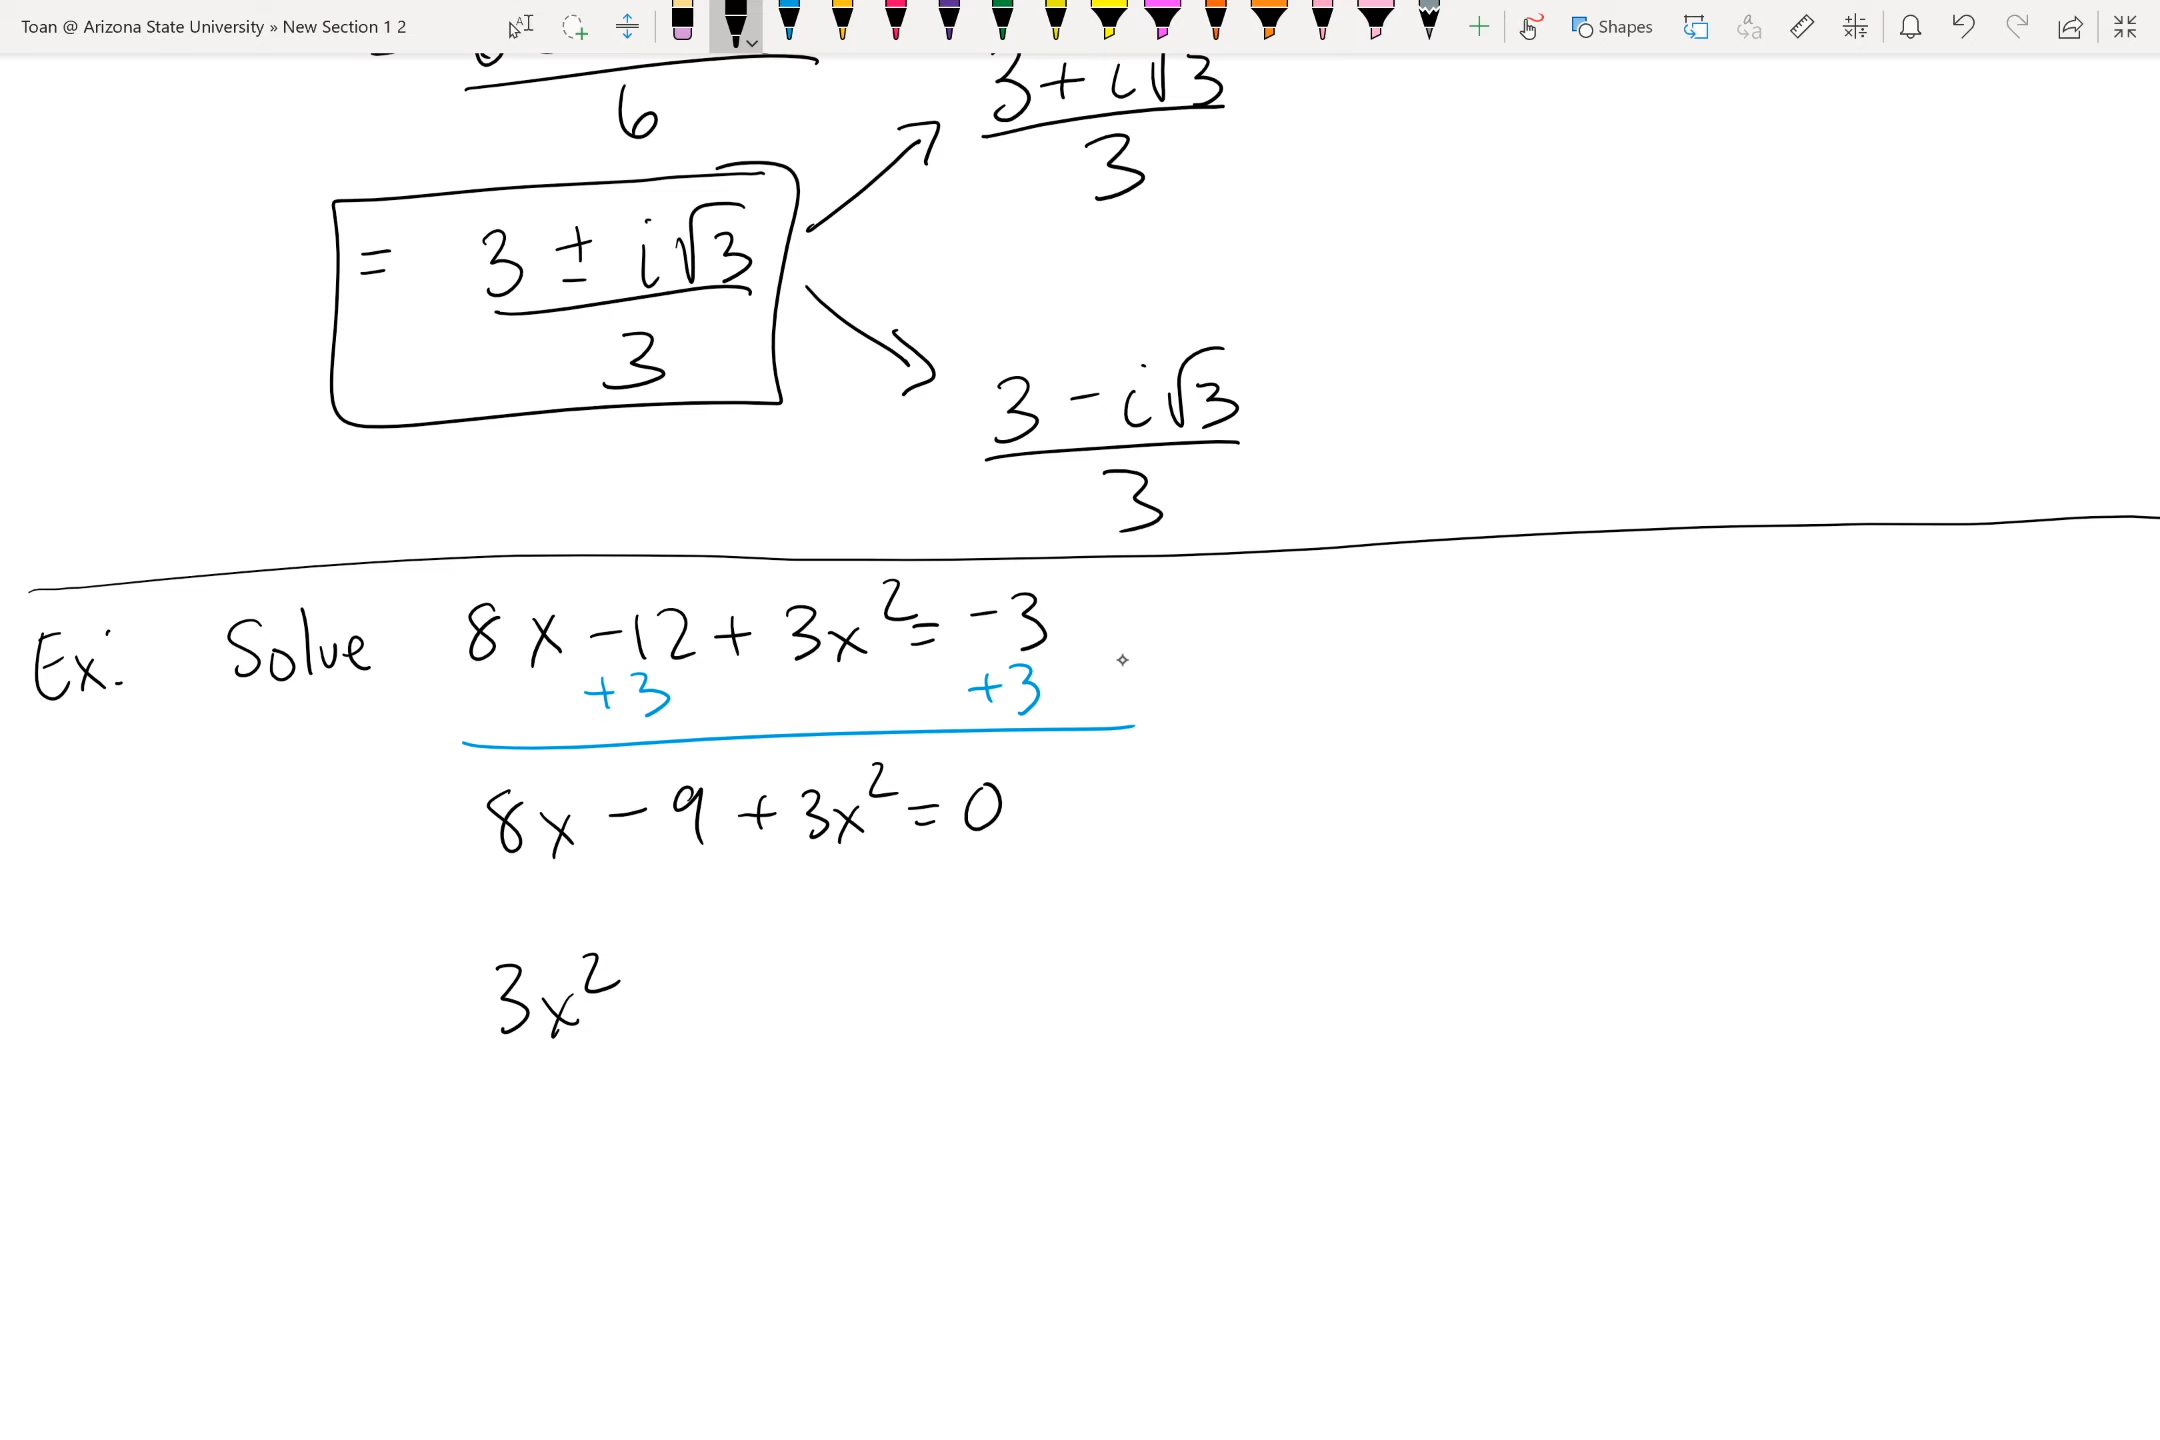 Toan @ Arizona State University » New Section 1 2
Shapes
6
3 + i√3
3
= 3 ± i√3
3
3 - i√3
3
Ex: Solve 8x - 12 + 3x² = -3
+3 +3
8x - 9 + 3x² = 0
3x²